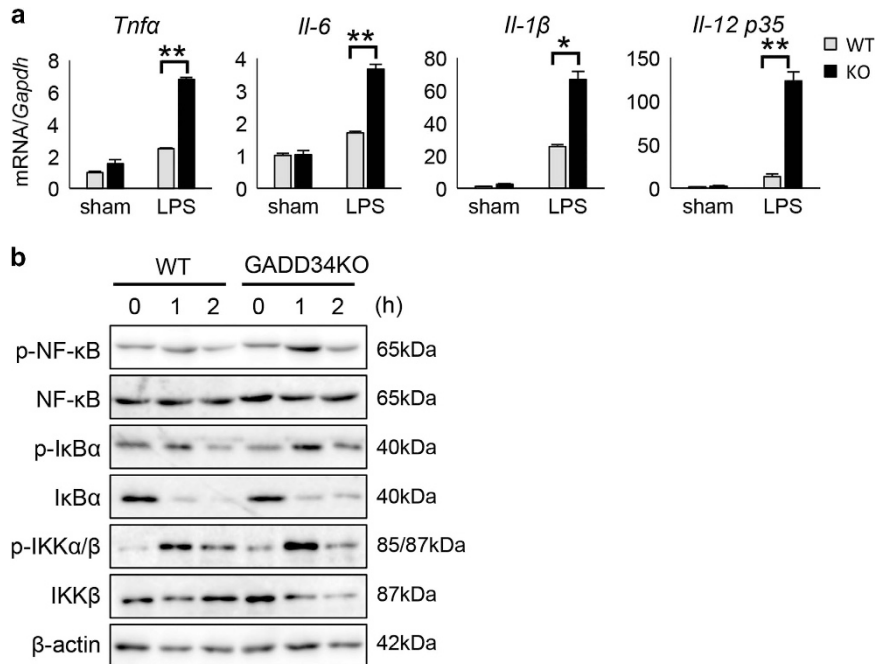 a
Tnfα Il-6 Il-1β Il-12 p35
mRNA/Gapdh
8 6 4 2 0
** 
sham LPS
4 3 2 1 0
**
sham LPS
80 60 40 20 0
*
sham LPS
150 100 50 0
**
sham LPS
WT
KO
b
WT GADD34KO
0 1 2 0 1 2 (h)
p-NF-κB 65kDa
NF-κB 65kDa
p-IκBα 40kDa
IκBα 40kDa
p-IKKα/β 85/87kDa
IKKβ 87kDa
β-actin 42kDa